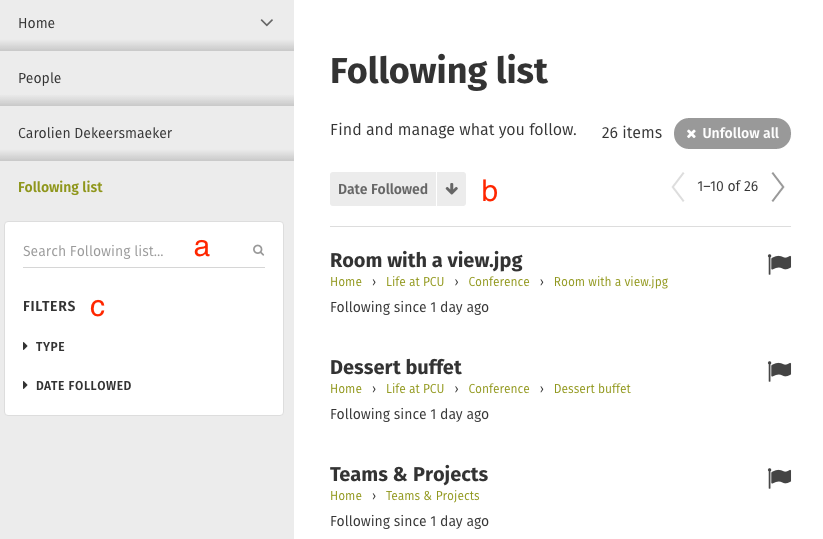 Home
People
Carolien Dekeersmaeker
Following list
Search Following list... a
FILTERS c
TYPE
DATE FOLLOWED
Following list
Find and manage what you follow. 26 items × Unfollow all
Date Followed b 1–10 of 26
Room with a view.jpg
Home › Life at PCU › Conference › Room with a view.jpg
Following since 1 day ago
Dessert buffet
Home › Life at PCU › Conference › Dessert buffet
Following since 1 day ago
Teams & Projects
Home › Teams & Projects
Following since 1 day ago